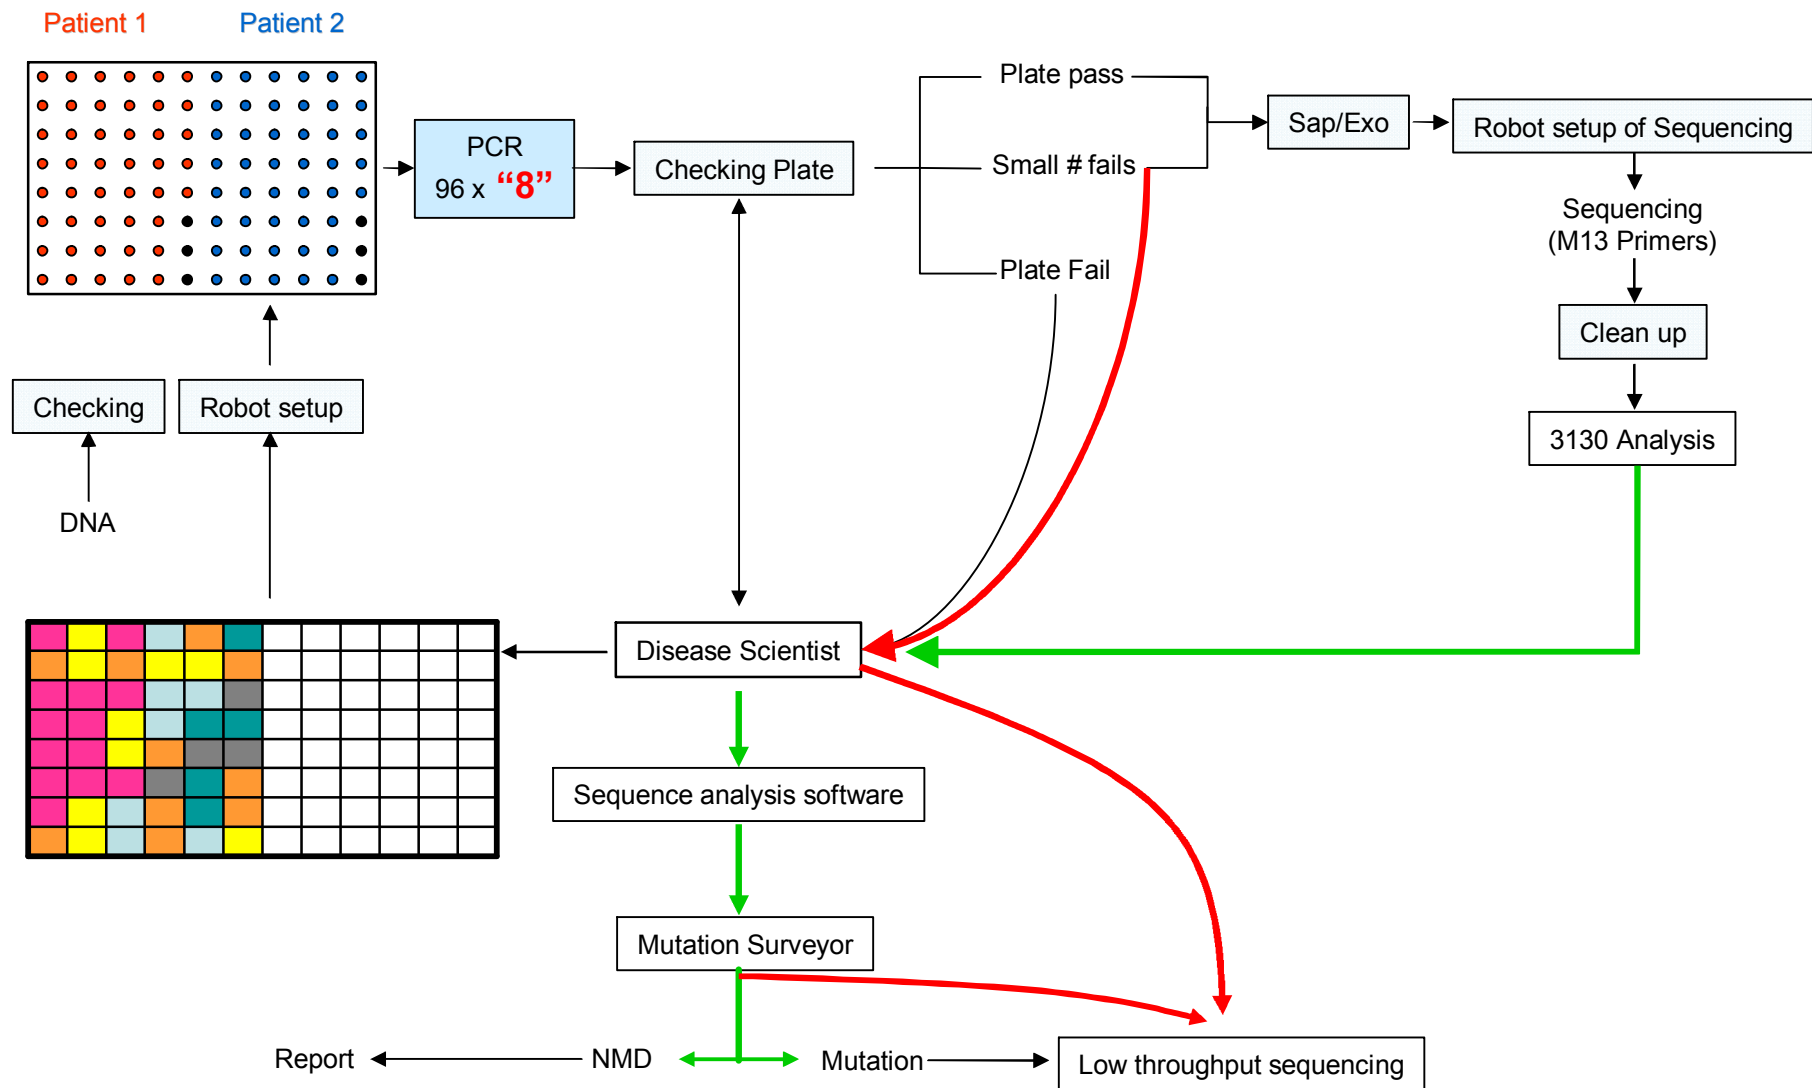 Patient 1
Patient 2
Plate pass
PCR
96 x “8”
Checking Plate
Small # fails
Plate Fail
Sap/Exo
Robot setup of Sequencing
Sequencing
(M13 Primers)
Clean up
3130 Analysis
Checking
Robot setup
DNA
Disease Scientist
Sequence analysis software
Mutation Surveyor
Report
NMD
Mutation
Low throughput sequencing